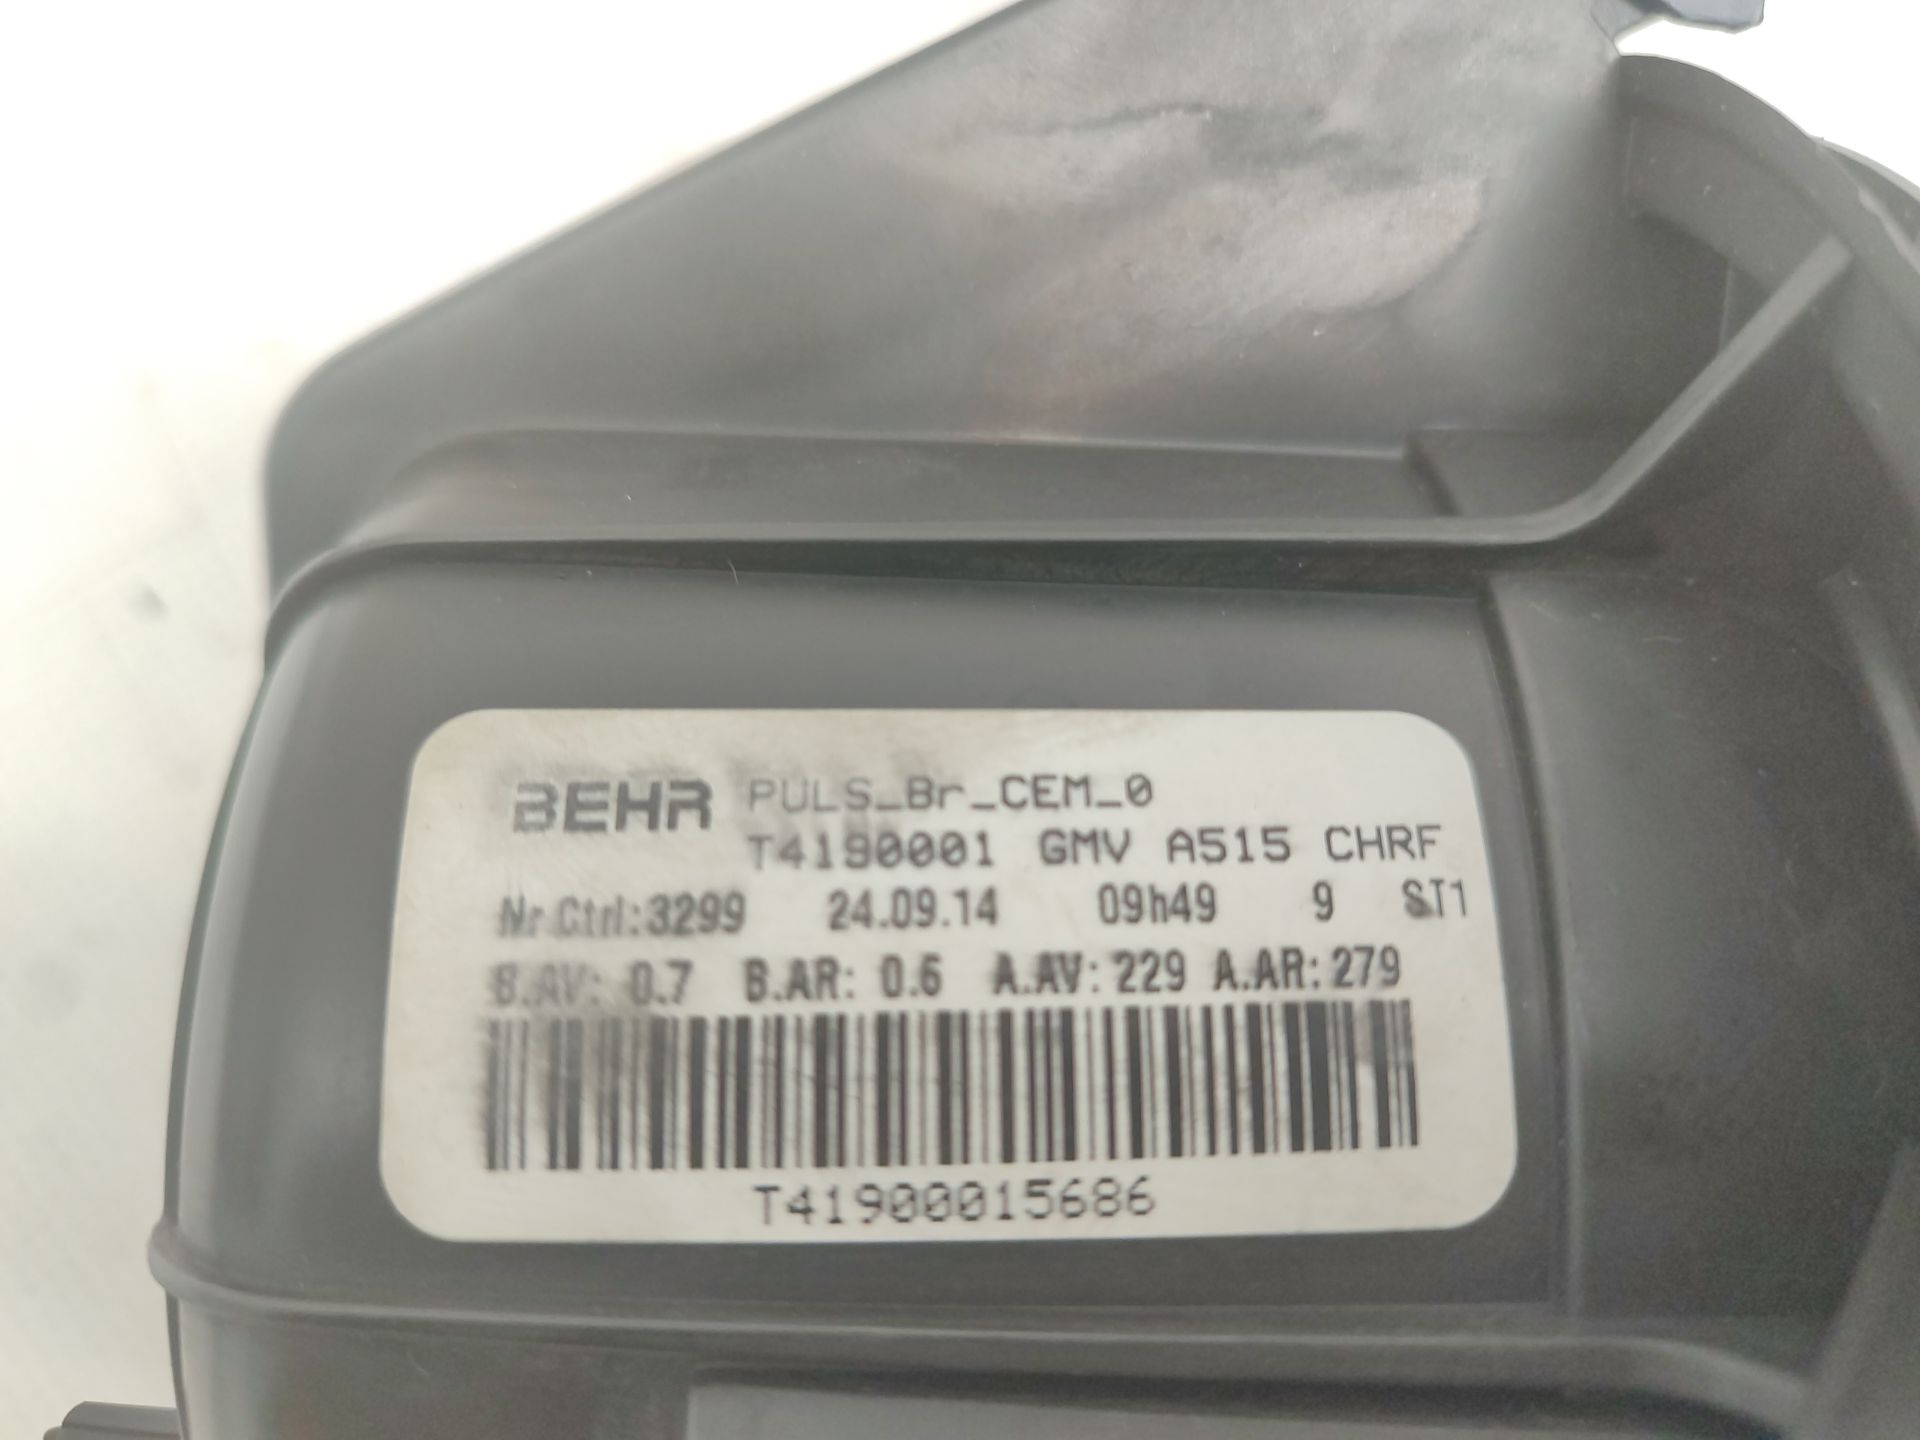 BEHR PULS_Br_CEM_0
T4190001 GMV A515 CHRF
Nr.Ctrl:3299 24.09.14 09h49 9 ST1
B.AV: 0.7 B.AR: 0.6 A.AV: 229 A.AR: 279
T41900015686